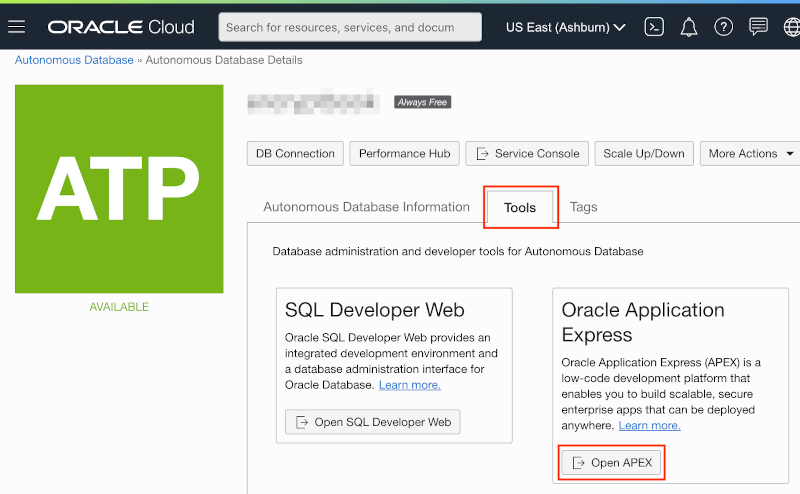 ORACLE Cloud
Search for resources, services, and docum
US East (Ashburn)
Autonomous Database » Autonomous Database Details
ATP
AVAILABLE
Always Free
DB Connection
Performance Hub
Service Console
Scale Up/Down
More Actions
Autonomous Database Information
Tools
Tags
Database administration and developer tools for Autonomous Database
SQL Developer Web
Oracle SQL Developer Web provides an
integrated development environment and
a database administration interface for
Oracle Database. Learn more.
Open SQL Developer Web
Oracle Application
Express
Oracle Application Express (APEX) is a
low-code development platform that
enables you to build scalable, secure
enterprise apps that can be deployed
anywhere. Learn more.
Open APEX